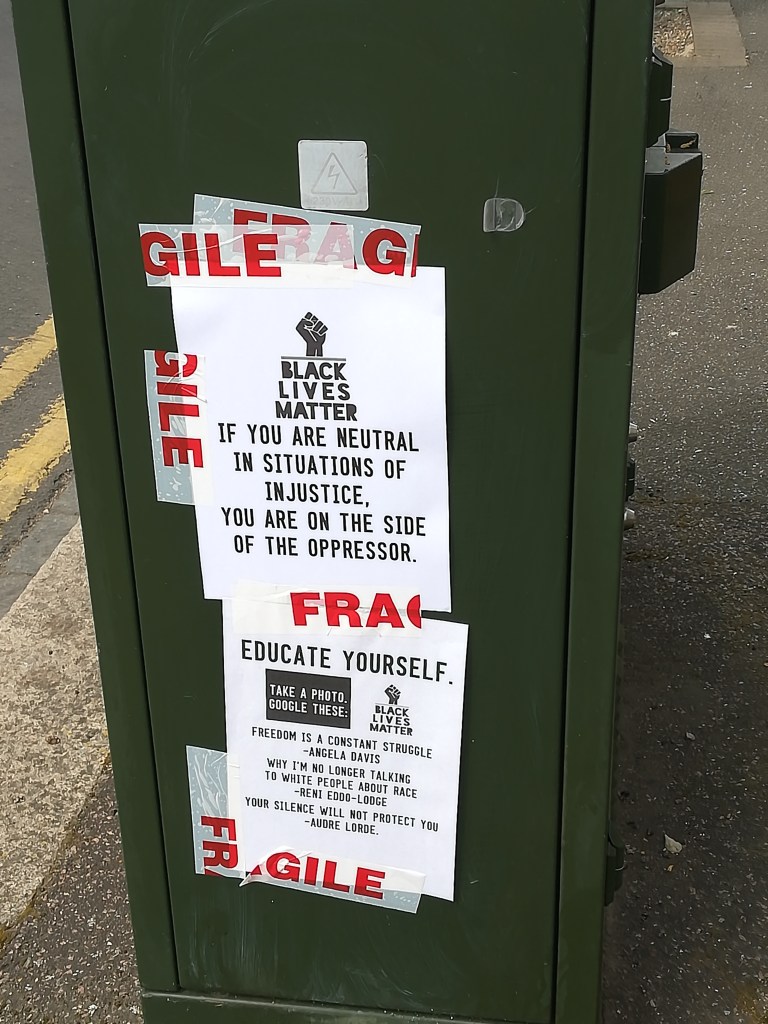 FRAGI
GILE
GILE
BLACK
LIVES
MATTER
IF YOU ARE NEUTRAL
IN SITUATIONS OF
INJUSTICE,
YOU ARE ON THE SIDE
OF THE OPPRESSOR.
FRAG
EDUCATE YOURSELF.
TAKE A PHOTO.
GOOGLE THESE:
BLACK
LIVES
MATTER
FREEDOM IS A CONSTANT STRUGGLE
-ANGELA DAVIS
WHY I'M NO LONGER TALKING
TO WHITE PEOPLE ABOUT RACE
-RENI EDDO-LODGE
YOUR SILENCE WILL NOT PROTECT YOU
-AUDRE LORDE.
FRAGILE